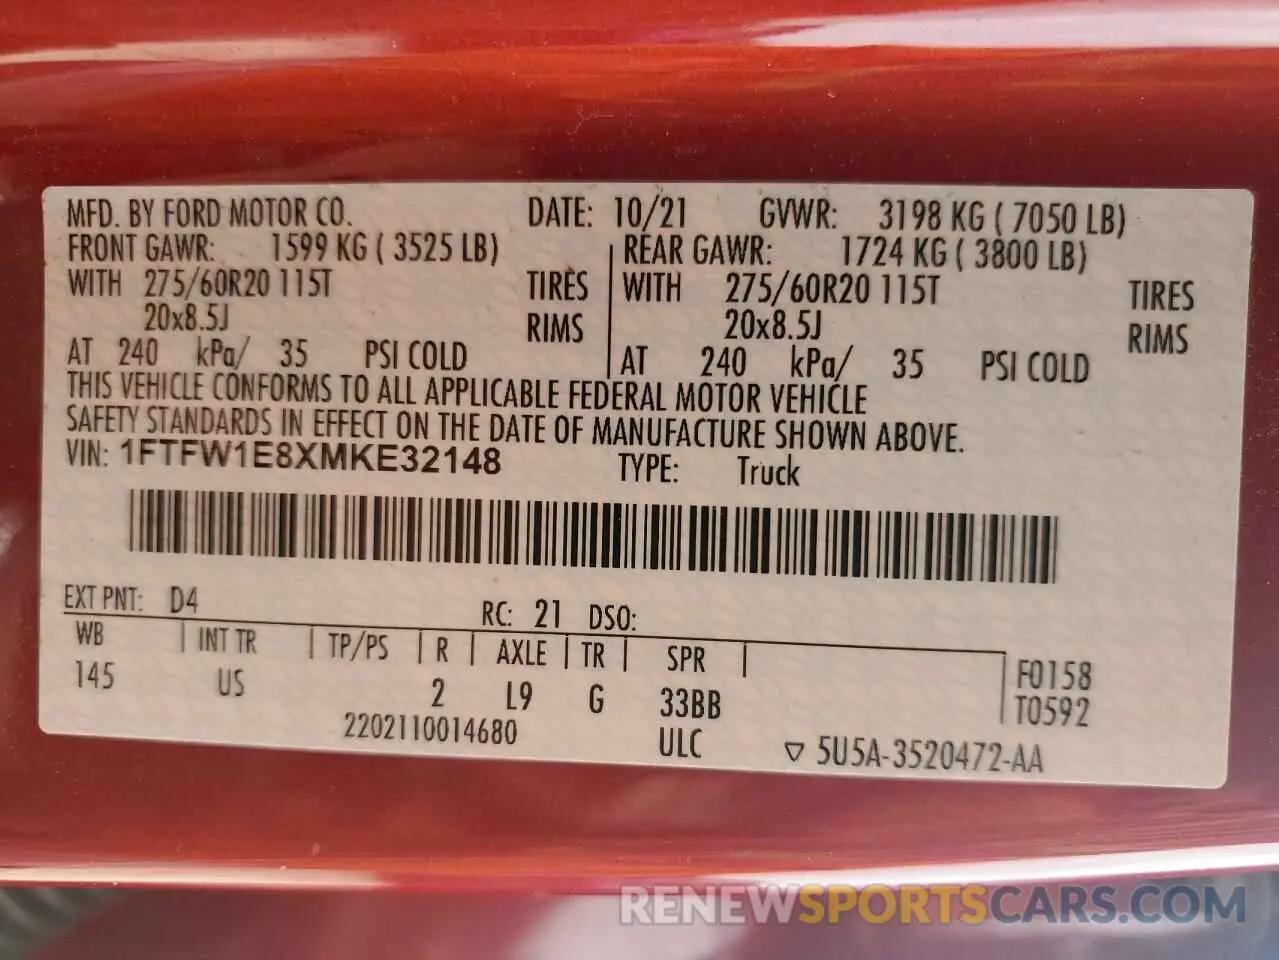 MFD. BY FORD MOTOR CO. DATE: 10/21 GVWR: 3198 KG ( 7050 LB)
FRONT GAWR: 1599 KG ( 3525 LB) REAR GAWR: 1724 KG ( 3800 LB)
WITH 275/60R20 115T TIRES WITH 275/60R20 115T TIRES
20x8.5J RIMS 20x8.5J RIMS
AT 240 kPa/ 35 PSI COLD AT 240 kPa/ 35 PSI COLD
THIS VEHICLE CONFORMS TO ALL APPLICABLE FEDERAL MOTOR VEHICLE
SAFETY STANDARDS IN EFFECT ON THE DATE OF MANUFACTURE SHOWN ABOVE.
VIN: 1FTFW1E8XMKE32148 TYPE: Truck
EXT PNT: D4 RC: 21 DSO:
WB INT TR TP/PS R AXLE TR SPR
145 US 2 L9 G 33BB F0158
T0592
2202110014680 ULC ▽ 5U5A-3520472-AA
RENEWSPORTSCARS.COM